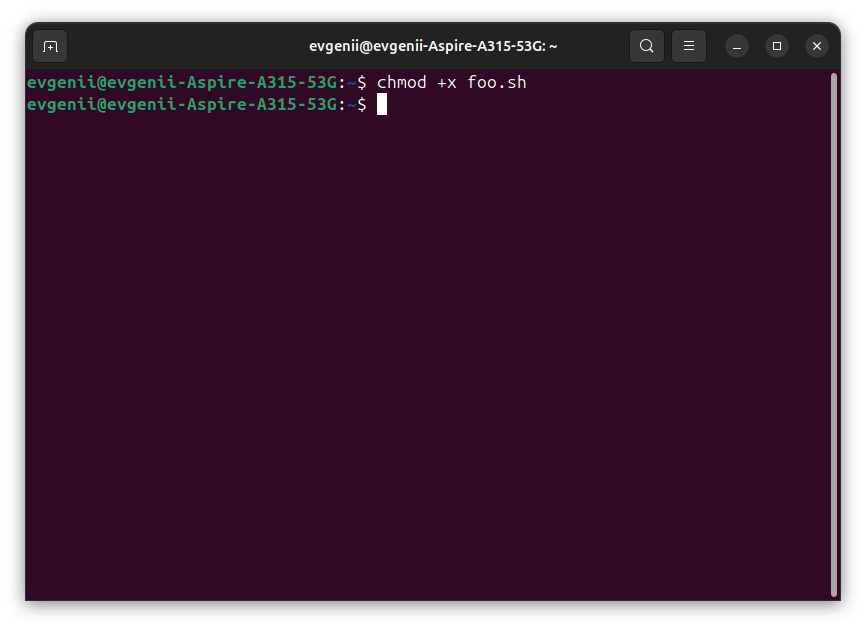 evgenii@evgenii-Aspire-A315-53G: ~
evgenii@evgenii-Aspire-A315-53G:~$ chmod +x foo.sh
evgenii@evgenii-Aspire-A315-53G:~$